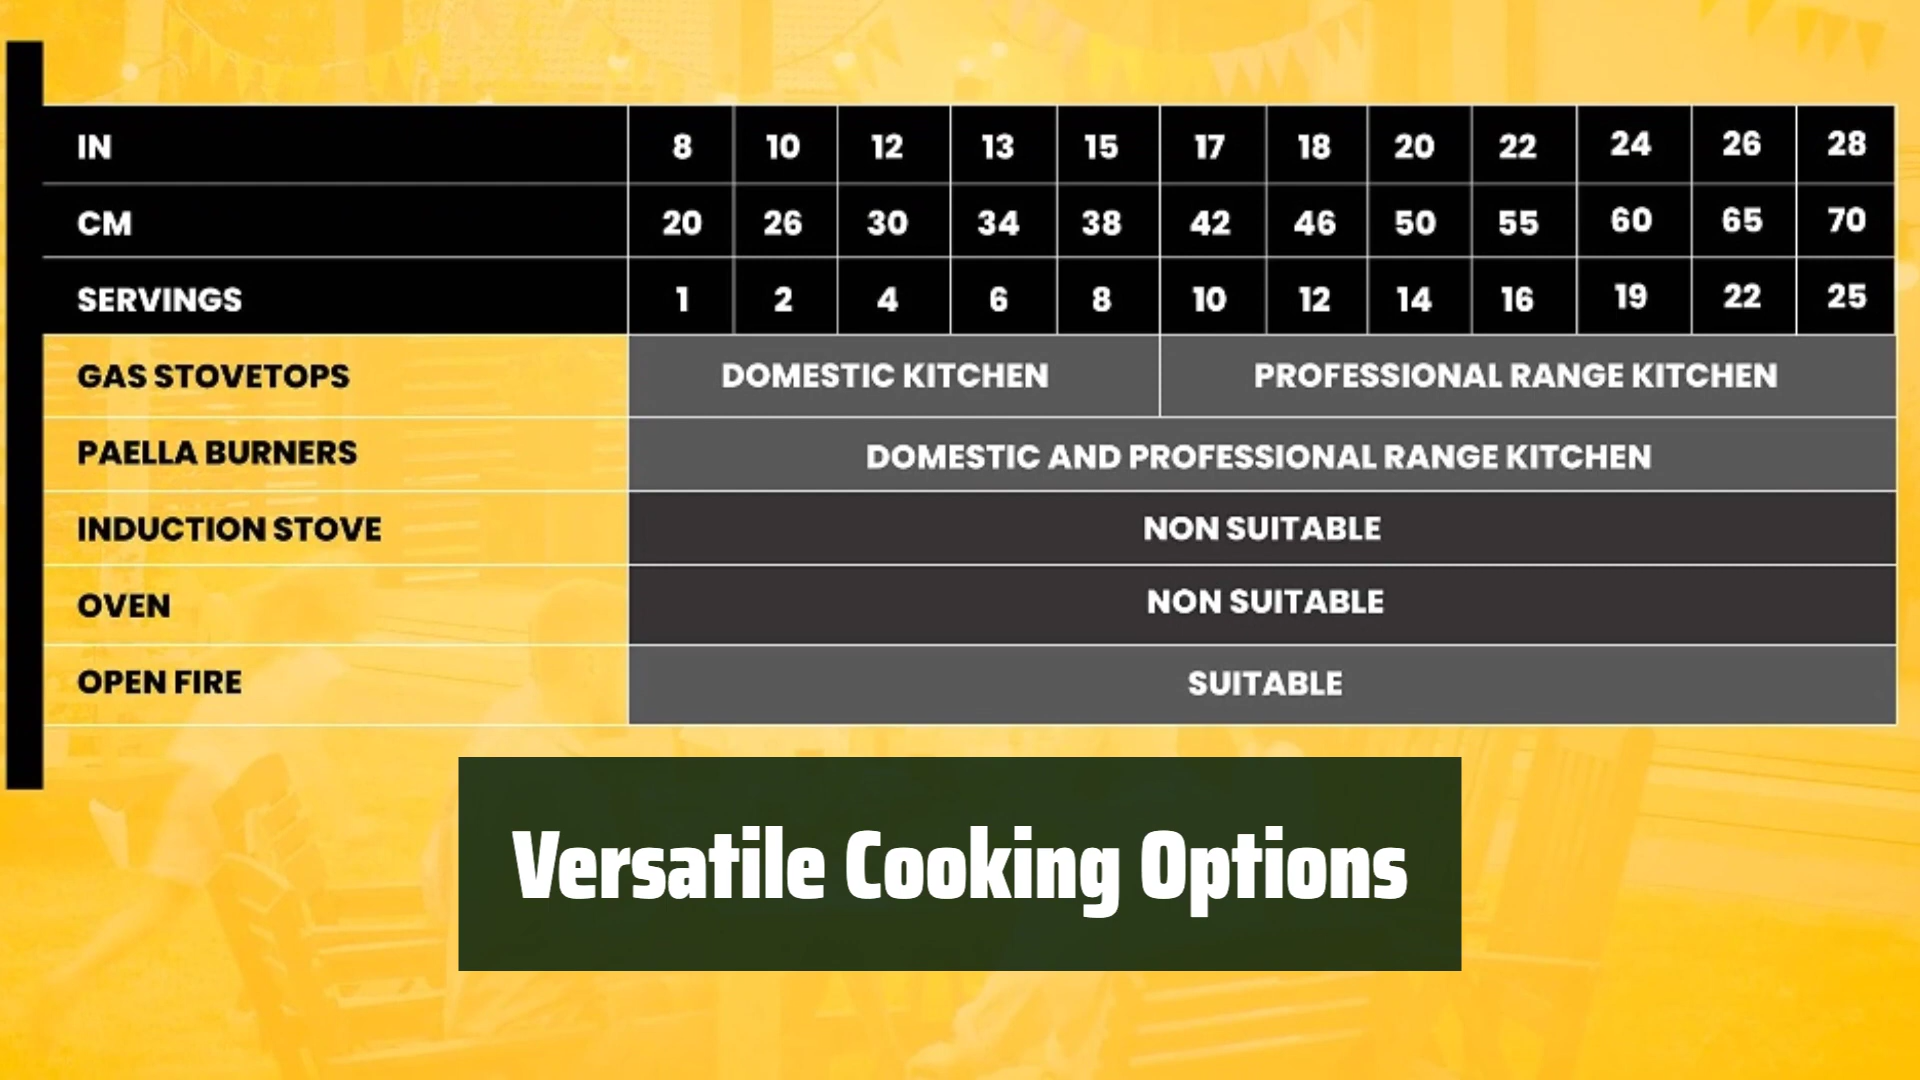 IN 8 10 12 13 15 17 18 20 22 24 26 28
CM 20 26 30 34 38 42 46 50 55 60 65 70
SERVINGS 1 2 4 6 8 10 12 14 16 19 22 25
GAS STOVETOPS DOMESTIC KITCHEN PROFESSIONAL RANGE KITCHEN
PAELLA BURNERS DOMESTIC AND PROFESSIONAL RANGE KITCHEN
INDUCTION STOVE NON SUITABLE
OVEN NON SUITABLE
OPEN FIRE SUITABLE
Versatile Cooking Options